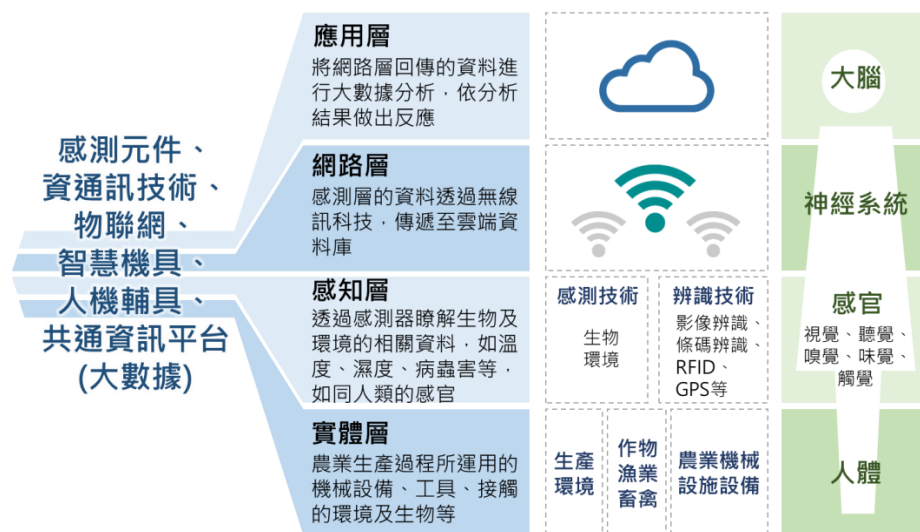 感測元件、
資通訊技術、
物聯網、
智慧機具、
人機輔具、
共通資訊平台
(大數據)
應用層
將網路層回傳的資料進
行大數據分析，依分析
結果做出反應
大腦
網路層
感測層的資料透過無線
訊科技，傳遞至雲端資
料庫
神經系統
感知層
透過感測器瞭解生物及
環境的相關資料，如溫
度、濕度、病蟲害等，
如同人類的感官
感測技術
生物
環境
辨識技術
影像辨識、
條碼辨識、
RFID、
GPS等
感官
視覺、聽覺、
嗅覺、味覺、
觸覺
實體層
農業生產過程所運用的
機械設備、工具、接觸
的環境及生物等
生產
環境
作物
漁業
畜禽
農業機械
設施設備
人體